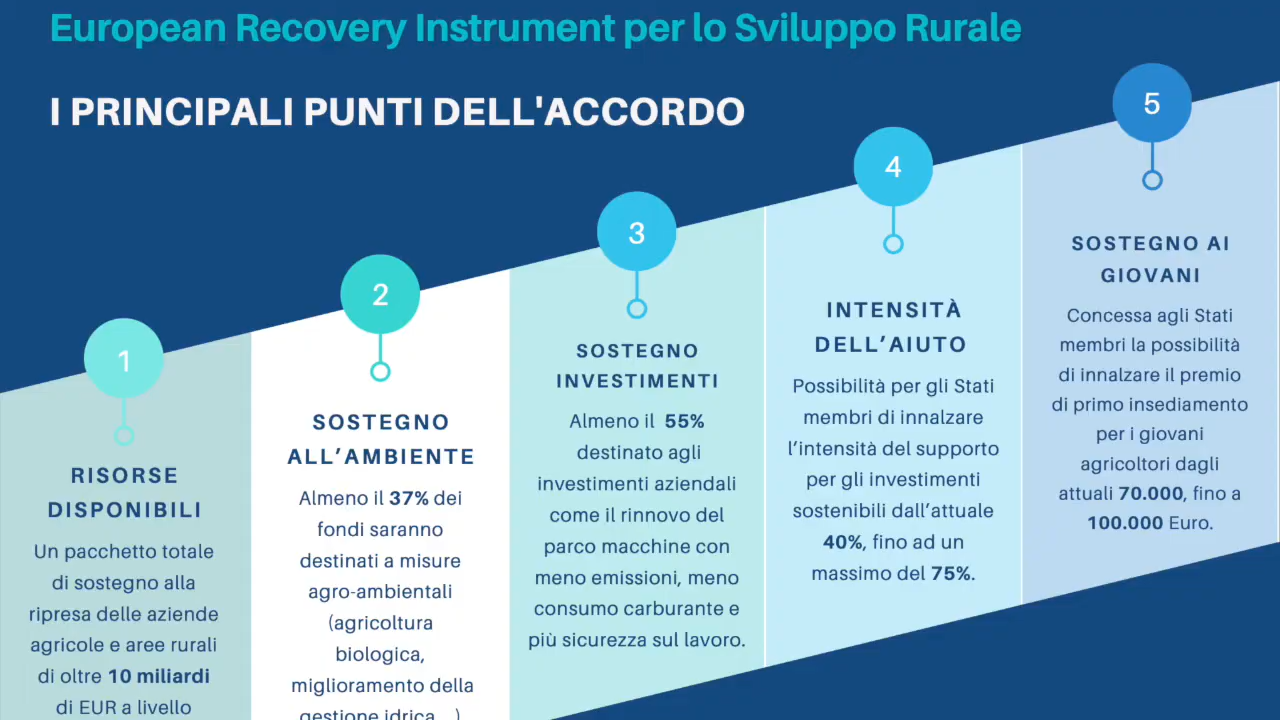 European Recovery Instrument per lo Sviluppo Rurale
I PRINCIPALI PUNTI DELL'ACCORDO
1
RISORSE
DISPONIBILI
Un pacchetto totale
di sostegno alla
ripresa delle aziende
agricole e aree rurali
di oltre 10 miliardi
di EUR a livello
2
SOSTEGNO
ALL’AMBIENTE
Almeno il 37% dei
fondi saranno
destinati a misure
agro-ambientali
(agricoltura
biologica,
miglioramento della
gestione idrica...)
3
SOSTEGNO
INVESTIMENTI
Almeno il 55%
destinato agli
investimenti aziendali
come il rinnovo del
parco macchine con
meno emissioni, meno
consumo carburante e
più sicurezza sul lavoro.
4
INTENSITÀ
DELL’AIUTO
Possibilità per gli Stati
membri di innalzare
l’intensità del supporto
per gli investimenti
sostenibili dall’attuale
40%, fino ad un
massimo del 75%.
5
SOSTEGNO AI
GIOVANI
Concessa agli Stati
membri la possibilità
di innalzare il premio
di primo insediamento
per i giovani
agricoltori dagli
attuali 70.000, fino a
100.000 Euro.